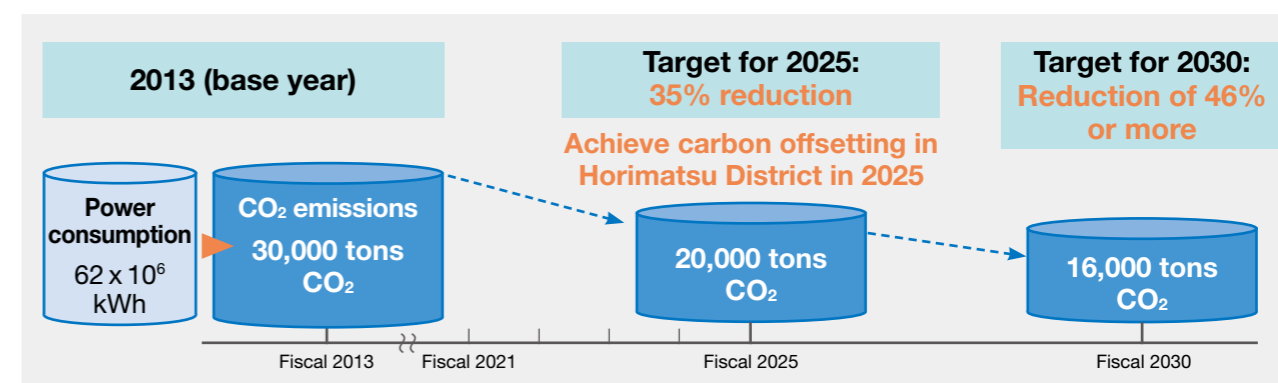 2013 (base year)
Target for 2025:
35% reduction
Target for 2030:
Reduction of 46%
or more
Achieve carbon offsetting in
Horimatsu District in 2025
Power
consumption
62 x 10⁶
kWh
CO₂ emissions
30,000 tons
CO₂
20,000 tons
CO₂
16,000 tons
CO₂
Fiscal 2013
Fiscal 2021
Fiscal 2025
Fiscal 2030